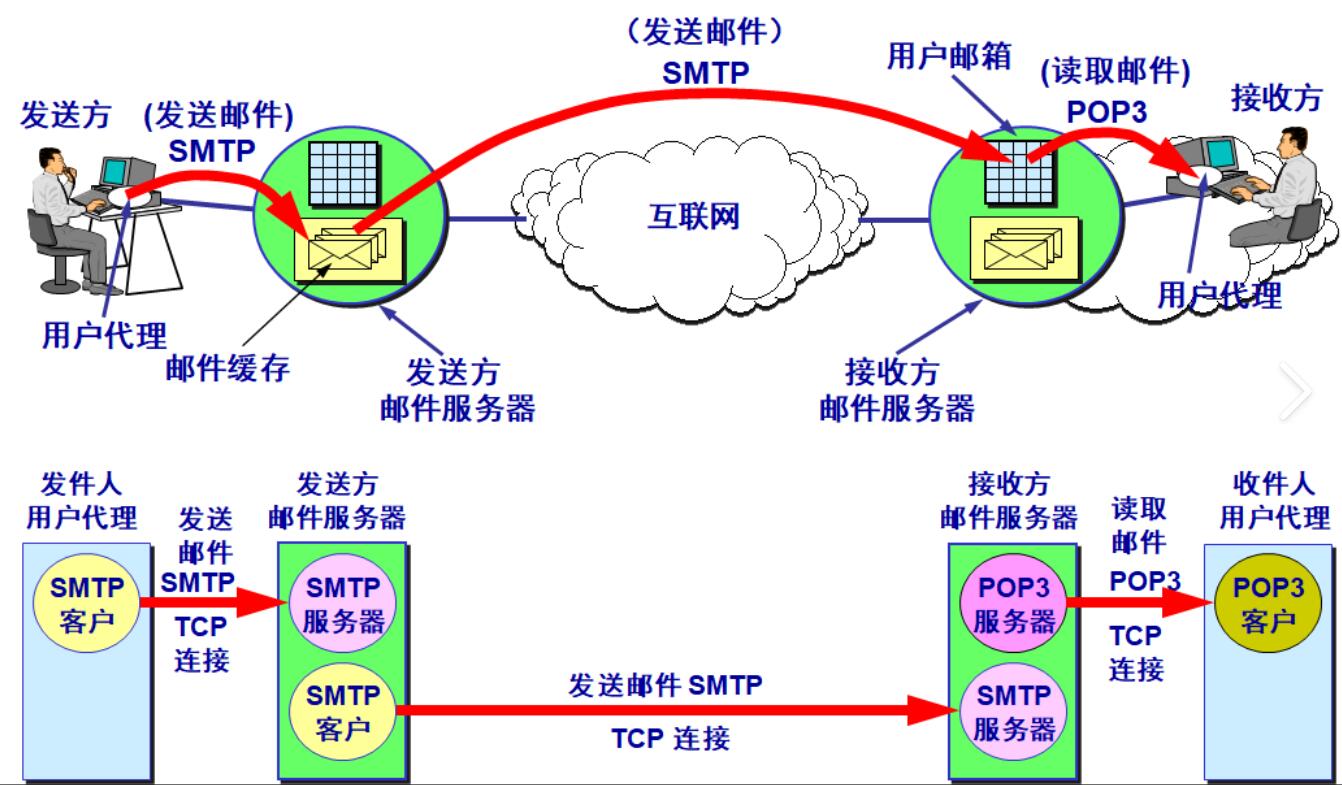 （发送邮件）
SMTP
用户邮箱
(读取邮件)
POP3
接收方
发送方
(发送邮件)
SMTP
互联网
用户代理
用户代理
邮件缓存
发送方
邮件服务器
接收方
邮件服务器
发件人
用户代理
发送
邮件
SMTP
TCP
连接
发送方
邮件服务器
接收方
邮件服务器
读取
邮件
POP3
TCP
连接
收件人
用户代理
SMTP
客户
SMTP
服务器
POP3
服务器
POP3
客户
SMTP
客户
发送邮件 SMTP
TCP 连接
SMTP
服务器